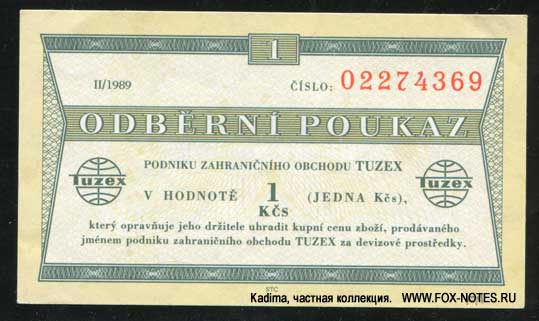 1
II/1989
ČÍSLO: 02274369
ODBĚRNÍ POUKAZ
PODNIKU ZAHRANIČNÍHO OBCHODU TUZEX
Tuzex
V HODNOTĚ 1 (JEDNA Kčs),
KČS
Tuzex
který opravňuje jeho držitele uhradit kupní cenu zboží, prodávaného
jménem podniku zahraničního obchodu TUZEX za devizové prostředky.
STC
Kadima, частная коллекция. WWW.FOX-NOTES.RU